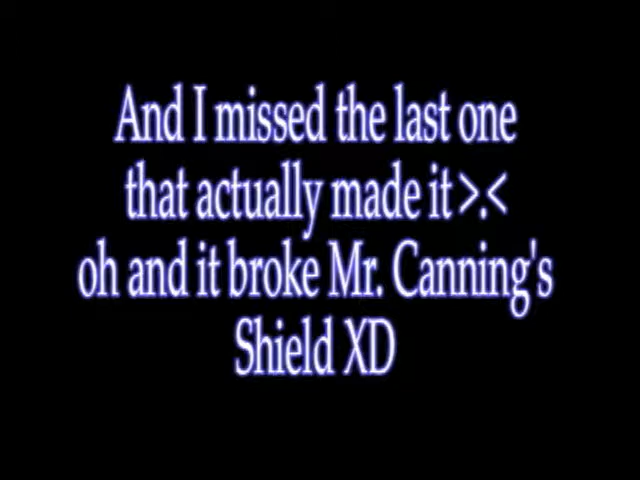 And I missed the last one
that actually made it >.<
oh and it broke Mr. Canning's
Shield XD